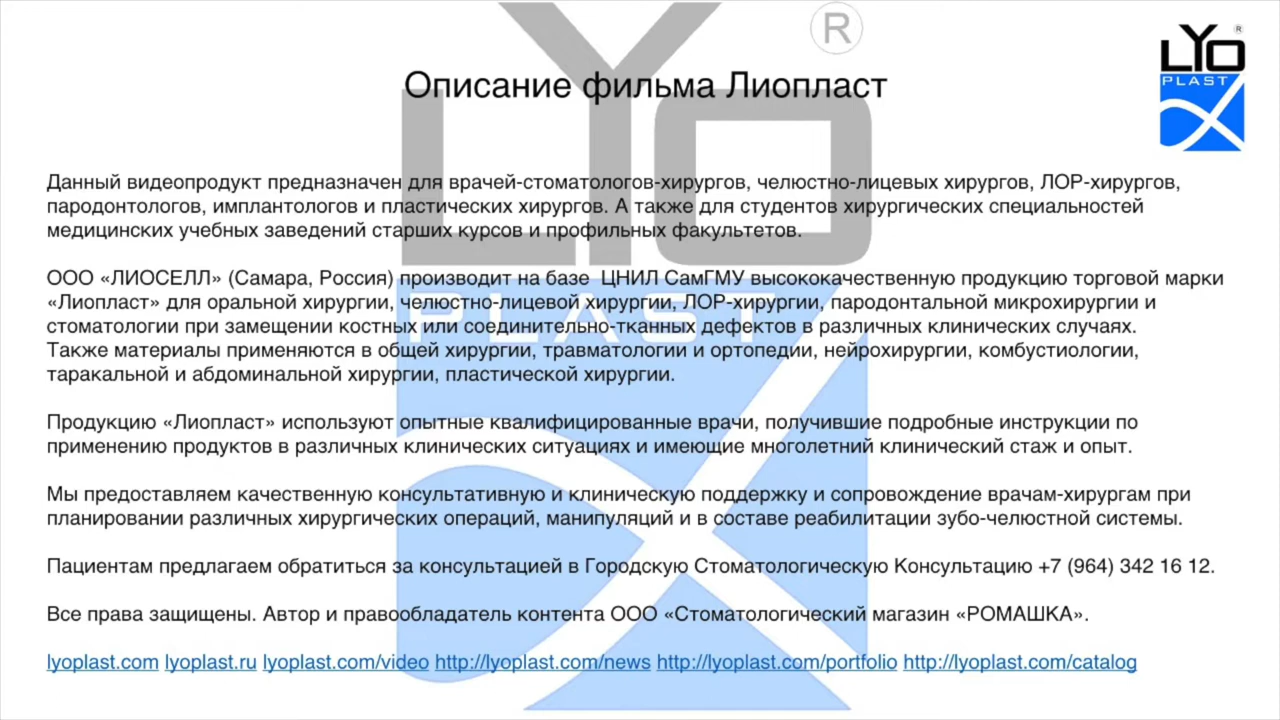 LYO
®
PLAST
Описание фильма Лиопласт
Данный видеопродукт предназначен для врачей-стоматологов-хирургов, челюстно-лицевых хирургов, ЛОР-хирургов,
пародонтологов, имплантологов и пластических хирургов. А также для студентов хирургических специальностей
медицинских учебных заведений старших курсов и профильных факультетов.
ООО «ЛИОСЕЛЛ» (Самара, Россия) производит на базе ЦНИЛ СамГМУ высококачественную продукцию торговой марки
«Лиопласт» для оральной хирургии, челюстно-лицевой хирургии, ЛОР-хирургии, пародонтальной микрохирургии и
стоматологии при замещении костных или соединительно-тканных дефектов в различных клинических случаях.
Также материалы применяются в общей хирургии, травматологии и ортопедии, нейрохирургии, комбустиологии,
таракальной и абдоминальной хирургии, пластической хирургии.
Продукцию «Лиопласт» используют опытные квалифицированные врачи, получившие подробные инструкции по
применению продуктов в различных клинических ситуациях и имеющие многолетний клинический стаж и опыт.
Мы предоставляем качественную консультативную и клиническую поддержку и сопровождение врачам-хирургам при
планировании различных хирургических операций, манипуляций и в составе реабилитации зубо-челюстной системы.
Пациентам предлагаем обратиться за консультацией в Городскую Стоматологическую Консультацию +7 (964) 342 16 12.
Все права защищены. Автор и правообладатель контента ООО «Стоматологический магазин «РОМАШКА».
lyoplast.com lyoplast.ru lyoplast.com/video http://lyoplast.com/news http://lyoplast.com/portfolio http://lyoplast.com/catalog
LYO
®
PLAST